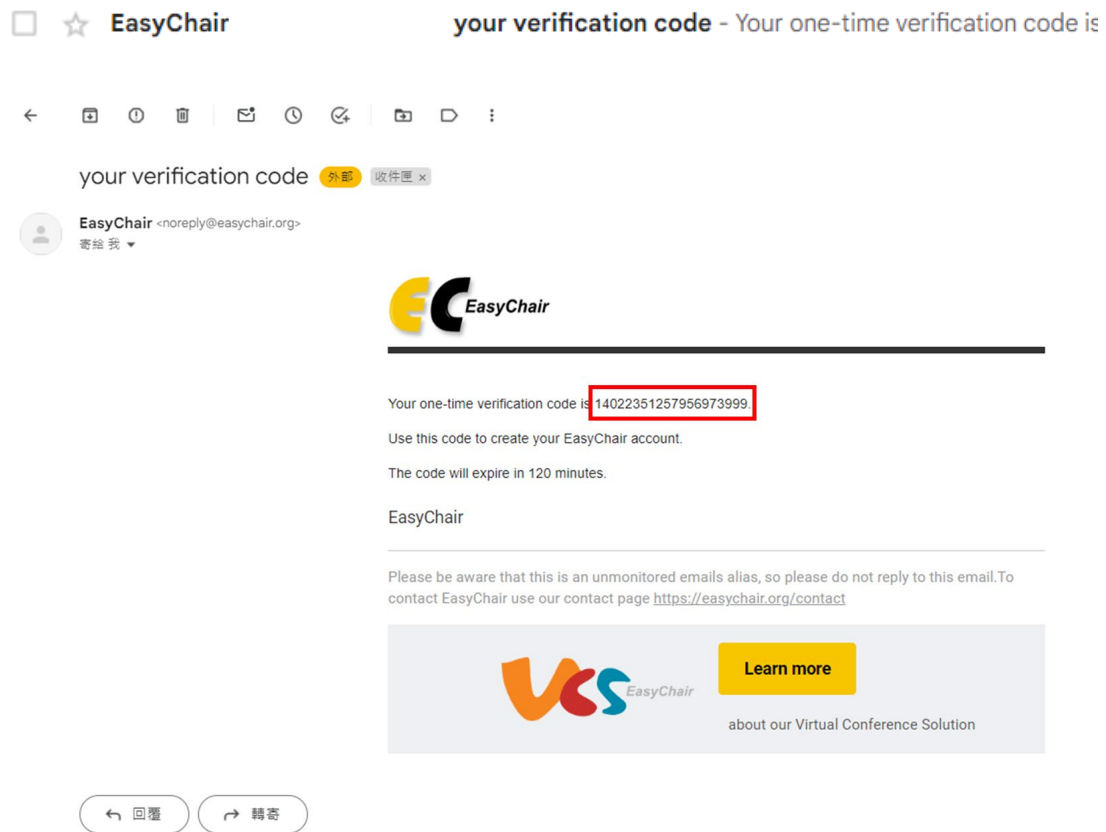 EasyChair your verification code - Your one-time verification code is
your verification code 外部 收件匣 ×
EasyChair <noreply@easychair.org>
寄給 我
EC EasyChair
Your one-time verification code is 14022351257956973999.
Use this code to create your EasyChair account.
The code will expire in 120 minutes.
EasyChair
Please be aware that this is an unmonitored emails alias, so please do not reply to this email.To
contact EasyChair use our contact page https://easychair.org/contact
VCS EasyChair
Learn more
about our Virtual Conference Solution
回覆 轉寄